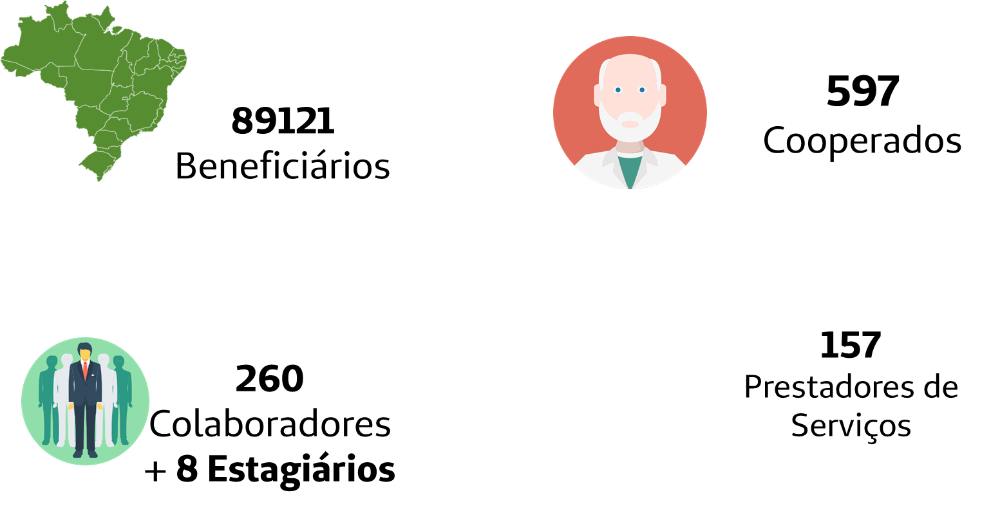 89121
Beneficiários
597
Cooperados
260
Colaboradores
+ 8 Estagiários
157
Prestadores de
Serviços